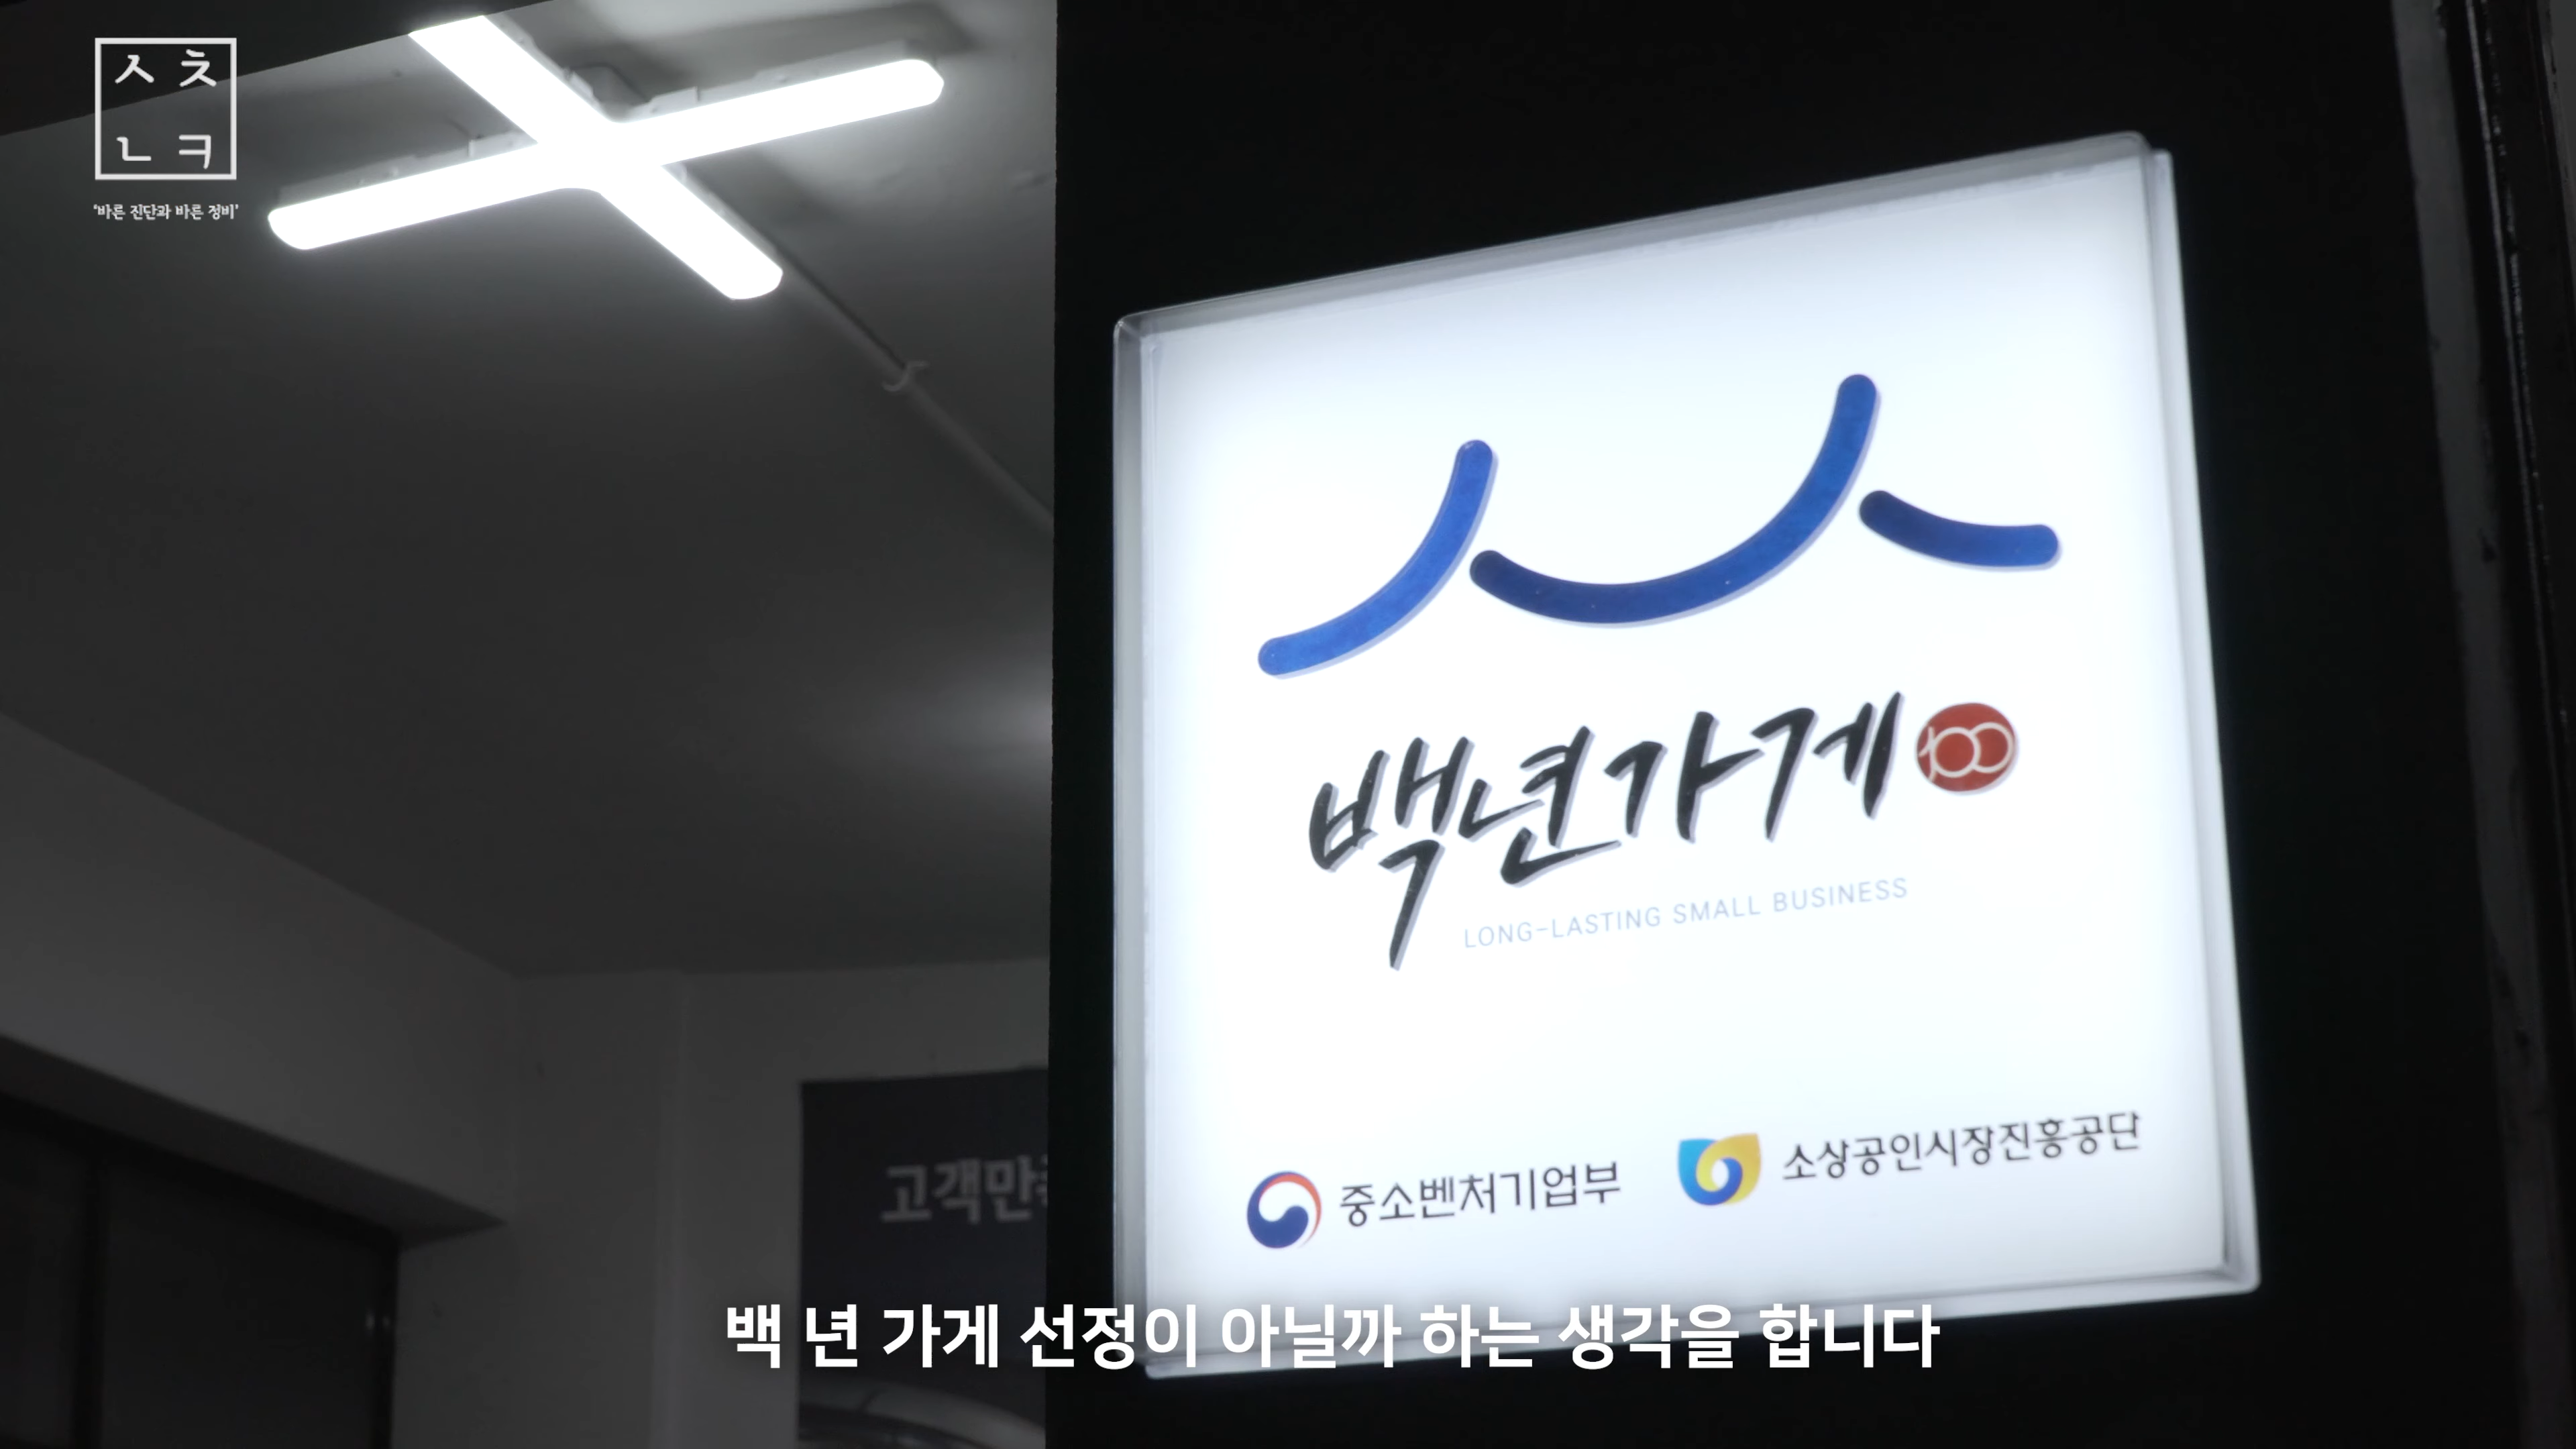 ㅅㅊ
ㄴㅋ
'바른 진단과 바른 정비'
백년가게 100
LONG-LASTING SMALL BUSINESS
중소벤처기업부 소상공인시장진흥공단
고객만
백 년 가게 선정이 아닐까 하는 생각을 합니다